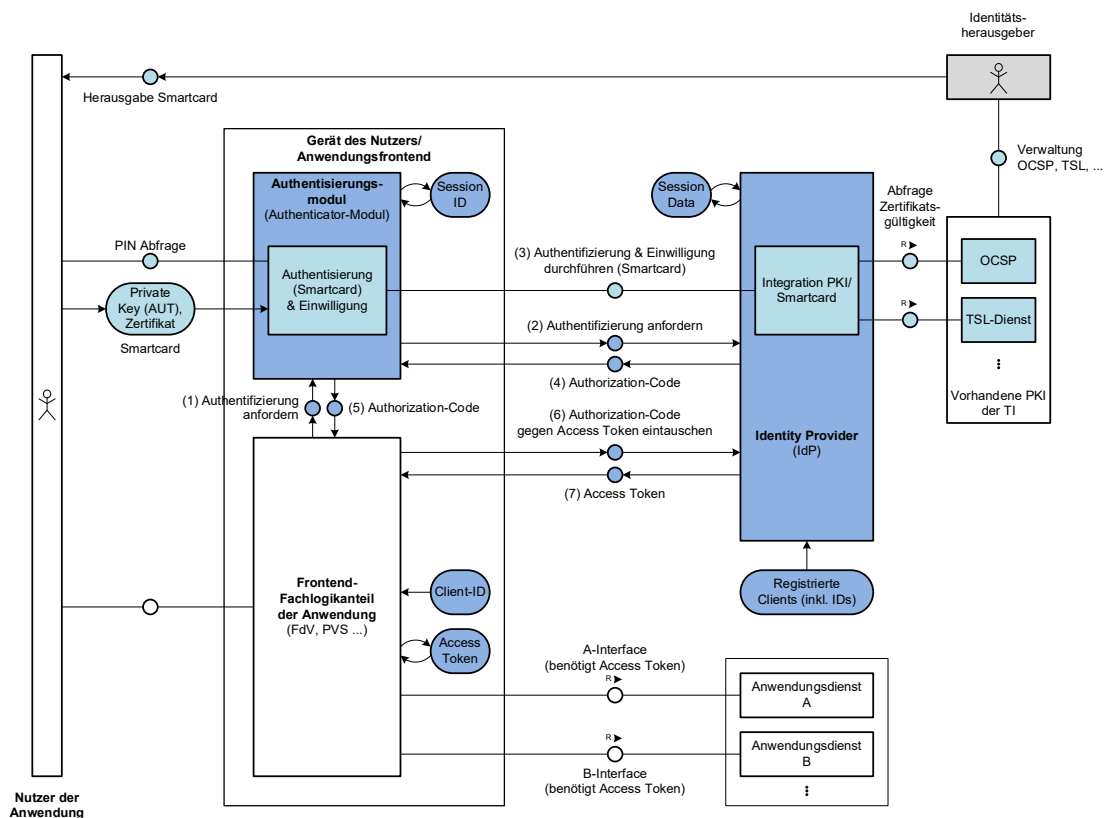 Identitäts-
herausgeber
Herausgabe Smartcard
Verwaltung
OCSP, TSL, ...
Gerät des Nutzers/
Anwendungsfrontend
Authentisierungs-
modul
(Authenticator-Modul)
Session
ID
Session
Data
Abfrage
Zertifikats-
gültigkeit
PIN Abfrage
Authentisierung
(Smartcard)
& Einwilligung
(3) Authentifizierung & Einwilligung
durchführen (Smartcard)
Integration PKI/
Smartcard
R
OCSP
R
TSL-Dienst
Private
Key (AUT),
Zertifikat
Smartcard
(2) Authentifizierung anfordern
(4) Authorization-Code
Vorhandene PKI
der TI
(1) Authentifizierung
anfordern
(5) Authorization-Code
(6) Authorization-Code
gegen Access Token eintauschen
Identity Provider
(IdP)
(7) Access Token
Frontend-
Fachlogikanteil
der Anwendung
(FdV, PVS ...)
Client-ID
Registrierte
Clients (inkl. IDs)
Access
Token
A-Interface
(benötigt Access Token)
R
Anwendungsdienst
A
R
Anwendungsdienst
B
B-Interface
(benötigt Access Token)
Nutzer der
Anwendung